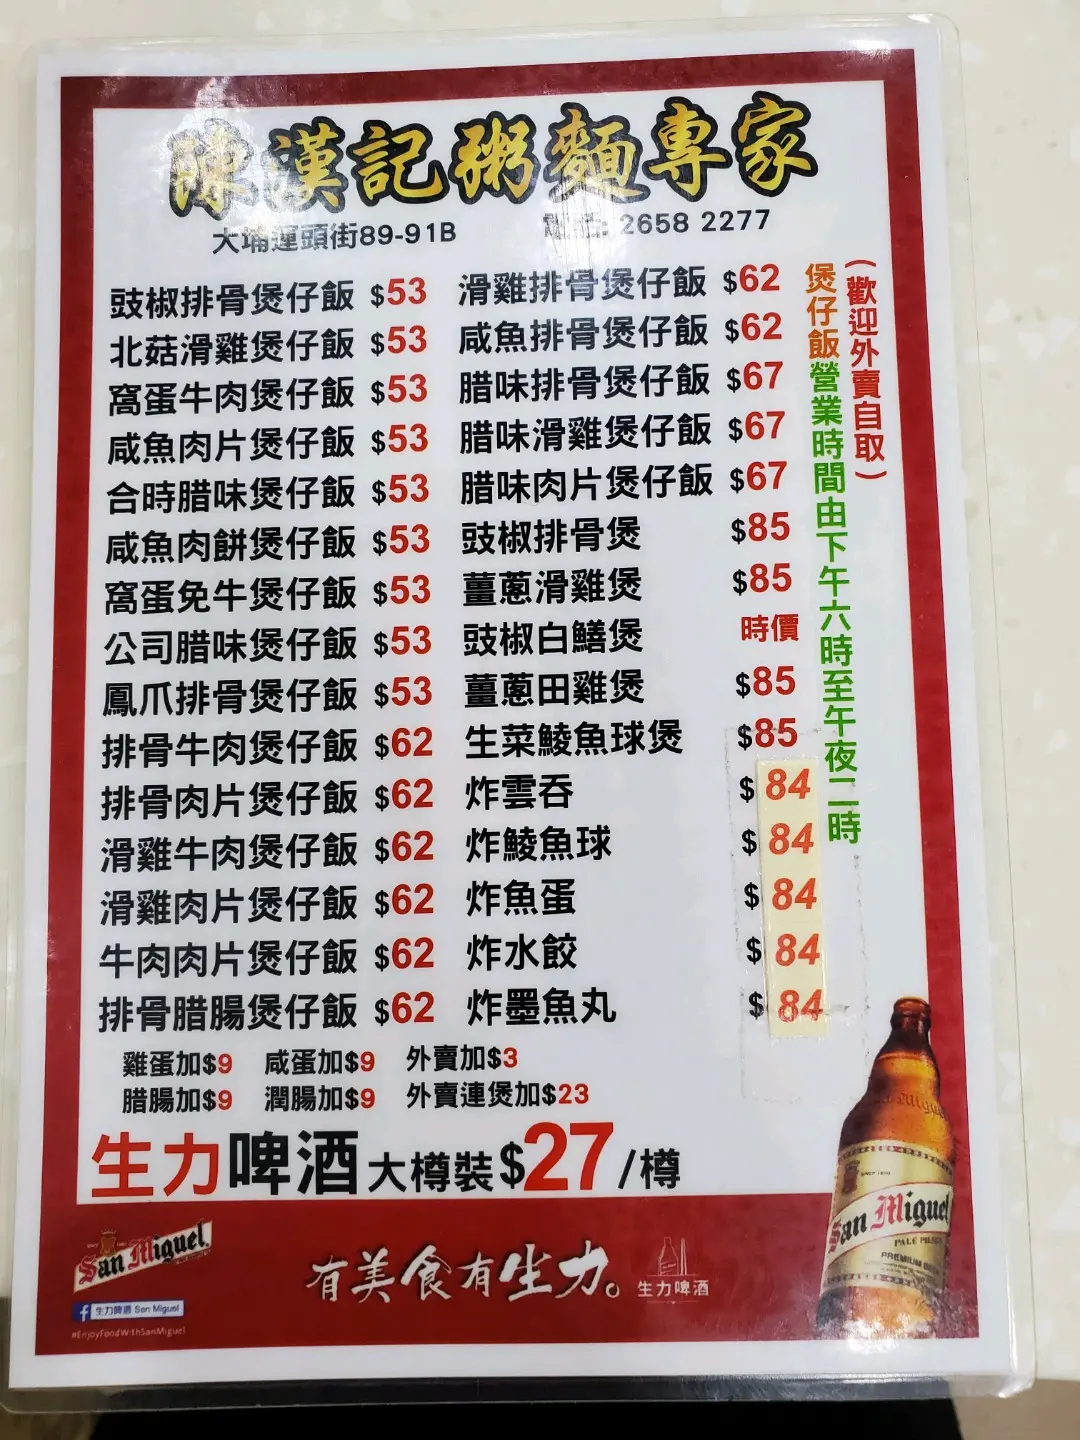 陳漢記粥麵專家
大埔運頭街89-91B 電話: 2658 2277
豉椒排骨煲仔飯 $53
北菇滑雞煲仔飯 $53
窩蛋牛肉煲仔飯 $53
咸魚肉片煲仔飯 $53
合時腊味煲仔飯 $53
咸魚肉餅煲仔飯 $53
窩蛋免牛煲仔飯 $53
公司腊味煲仔飯 $53
鳳爪排骨煲仔飯 $53
排骨牛肉煲仔飯 $62
排骨肉片煲仔飯 $62
滑雞牛肉煲仔飯 $62
滑雞肉片煲仔飯 $62
牛肉肉片煲仔飯 $62
排骨腊腸煲仔飯 $62
滑雞排骨煲仔飯 $62
咸魚排骨煲仔飯 $62
腊味排骨煲仔飯 $67
腊味滑雞煲仔飯 $67
腊味肉片煲仔飯 $67
豉椒排骨煲 $85
薑蔥滑雞煲 $85
豉椒白鱔煲 時價
薑蔥田雞煲 $85
生菜鯪魚球煲 $85
炸雲吞 $84
炸鯪魚球 $84
炸魚蛋 $84
炸水餃 $84
炸墨魚丸 $84
(歡迎外賣自取)
煲仔飯營業時間由下午六時至午夜二時
雞蛋加$9 咸蛋加$9 外賣加$3
腊腸加$9 潤腸加$9 外賣連煲加$23
生力啤酒 大樽裝$27/樽
San Miguel
生力啤酒 San Miguel
#EnjoyFoodWithSanMiguel
有美食有生力。
生力啤酒
San Miguel
PALE PILSEN
PREMIUM BEER